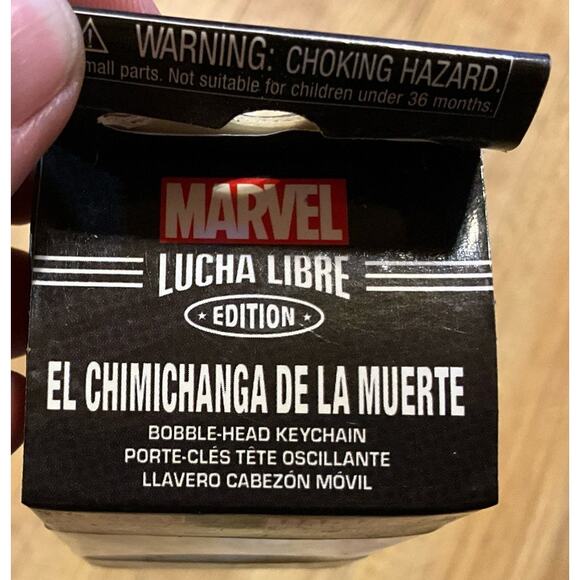 WARNING: CHOKING HAZARD.
mall parts. Not suitable for children under 36 months.
MARVEL
LUCHA LIBRE
EDITION
EL CHIMICHANGA DE LA MUERTE
BOBBLE-HEAD KEYCHAIN
PORTE-CLÉS TÊTE OSCILLANTE
LLAVERO CABEZÓN MÓVIL